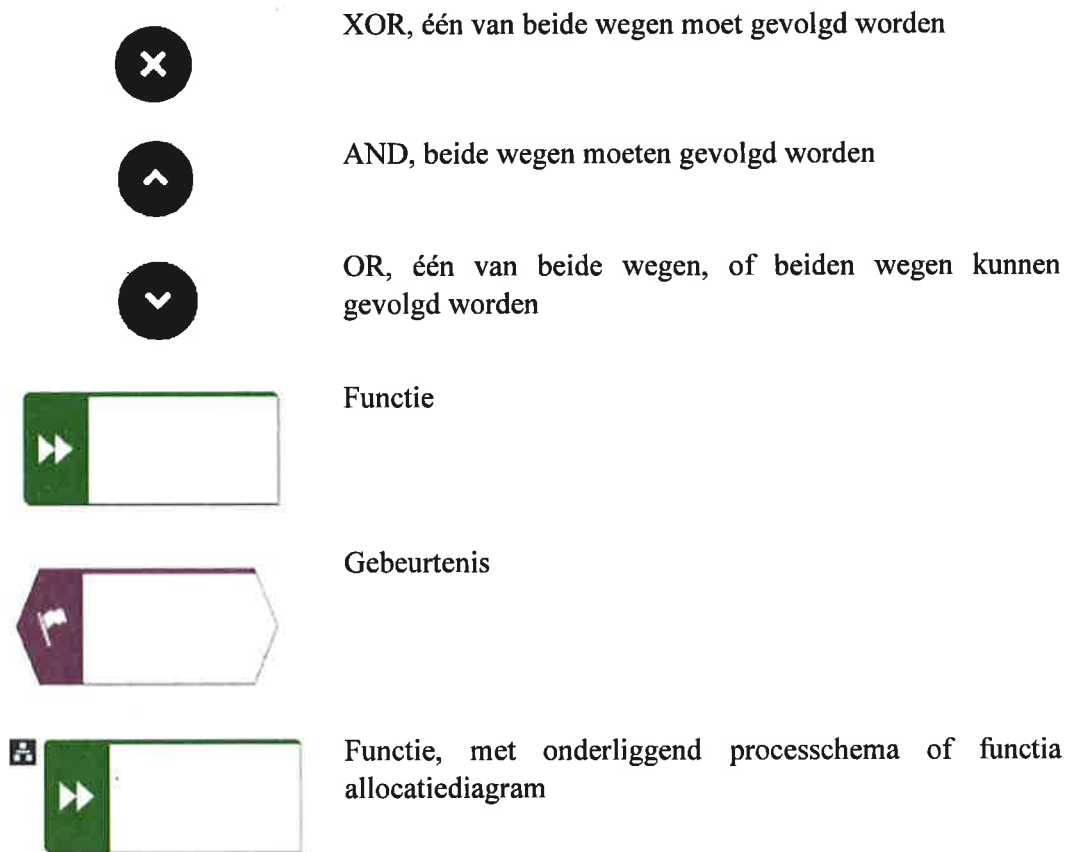 XOR, één van beide wegen moet gevolgd worden
AND, beide wegen moeten gevolgd worden
OR, één van beide wegen, of beiden wegen kunnen
gevolgd worden
Functie
Gebeurtenis
Functie, met onderliggend processchema of functia
allocatiediagram